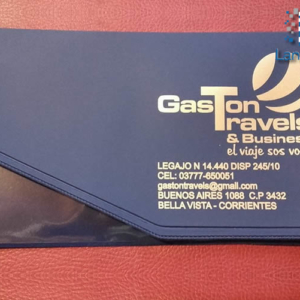 GasTon
Travels
& Business
el viaje sos vos
LEGAJO N 14.440 DISP 245/10
CEL: 03777-650051
gastontravels@gmail.com
BUENOS AIRES 1088 C.P 3432
BELLA VISTA - CORRIENTES